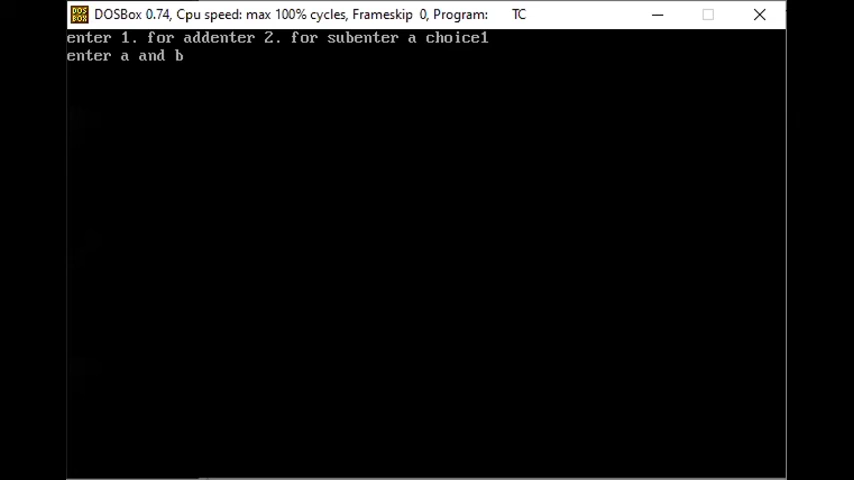 DOSBox 0.74, Cpu speed: max 100% cycles, Frameskip 0, Program: TC
enter 1. for addenter 2. for subenter a choice1
enter a and b